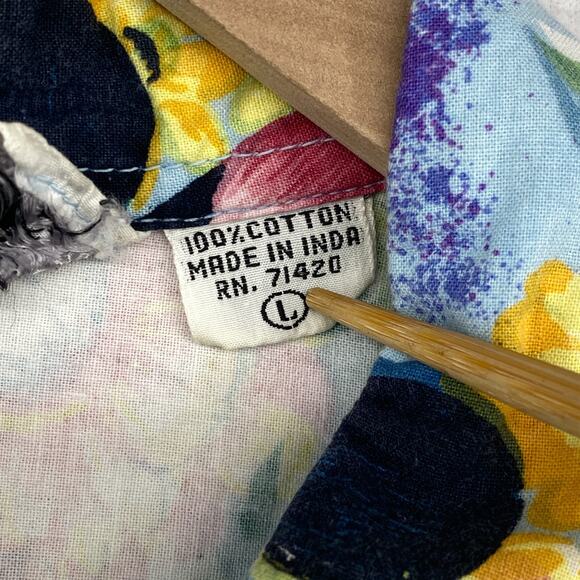 100% COTTON
MADE IN INDA
RN. 71420
L